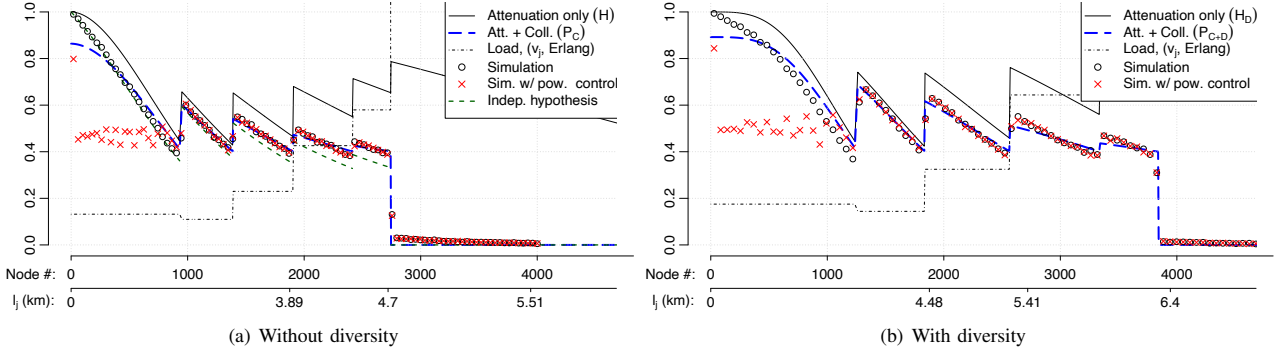 1.0
0.8
0.6
0.4
0.2
0.0
Attenuation only (H)
Att. + Coll. (P_C)
Load, (v_j, Erlang)
Simulation
Sim. w/ pow. control
Indep. hypothesis
Node #: 0 1000 2000 3000 4000
l_j (km): 0 3.89 4.7 5.51
(a) Without diversity
1.0
0.8
0.6
0.4
0.2
0.0
Attenuation only (H_D)
Att. + Coll. (P_C+D)
Load, (v_j, Erlang)
Simulation
Sim. w/ pow. control
Node #: 0 1000 2000 3000 4000
l_j (km): 0 4.48 5.41 6.4
(b) With diversity